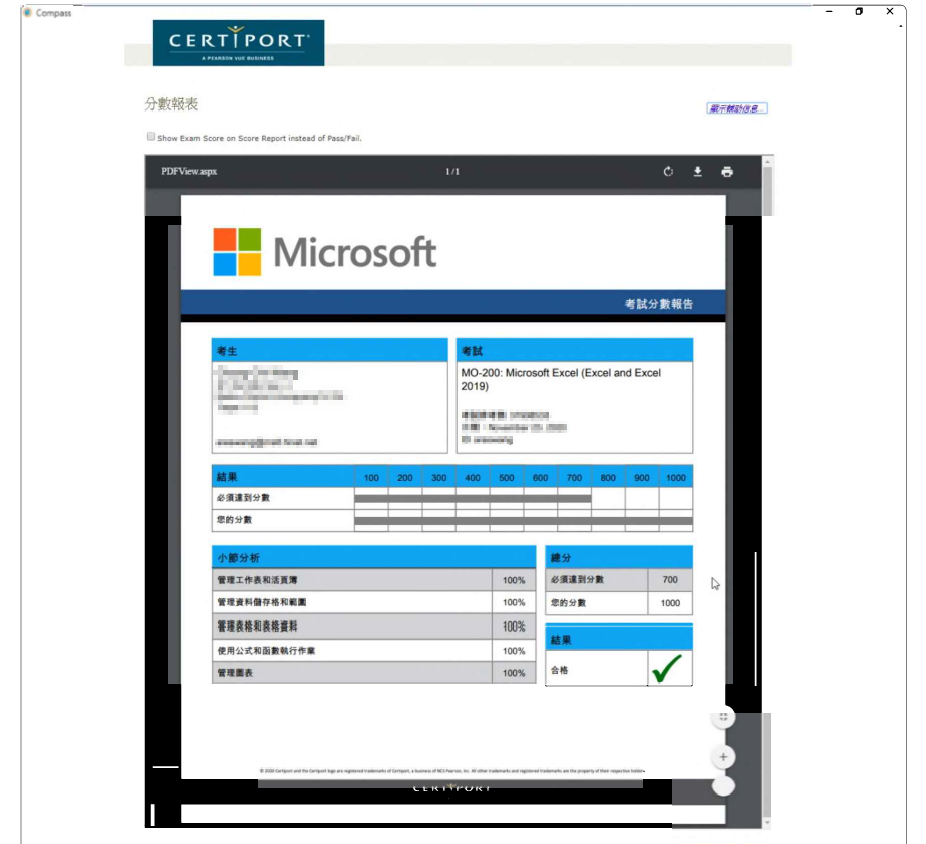 Compass
CERTIPORT
A PEARSON VUE BUSINESS
分數報表
顯示輔助信息...
Show Exam Score on Score Report instead of Pass/Fail.
PDFView.aspx
1/1
Microsoft
考試分數報告
考生
考試
MO-200: Microsoft Excel (Excel and Excel
2019)
結果 100 200 300 400 500 600 700 800 900 1000
必須達到分數
您的分數
小節分析
管理工作表和活頁簿 100%
管理資料儲存格和範圍 100%
管理表格和表格資料 100%
使用公式和函數執行作業 100%
管理圖表 100%
總分
必須達到分數 700
您的分數 1000
結果
合格
© 2020 Certiport and the Certiport logo are registered trademarks of Certiport, a business of NCS Pearson, Inc. All other trademarks and registered trademarks are the property of their respective holders.
CERTIPORT